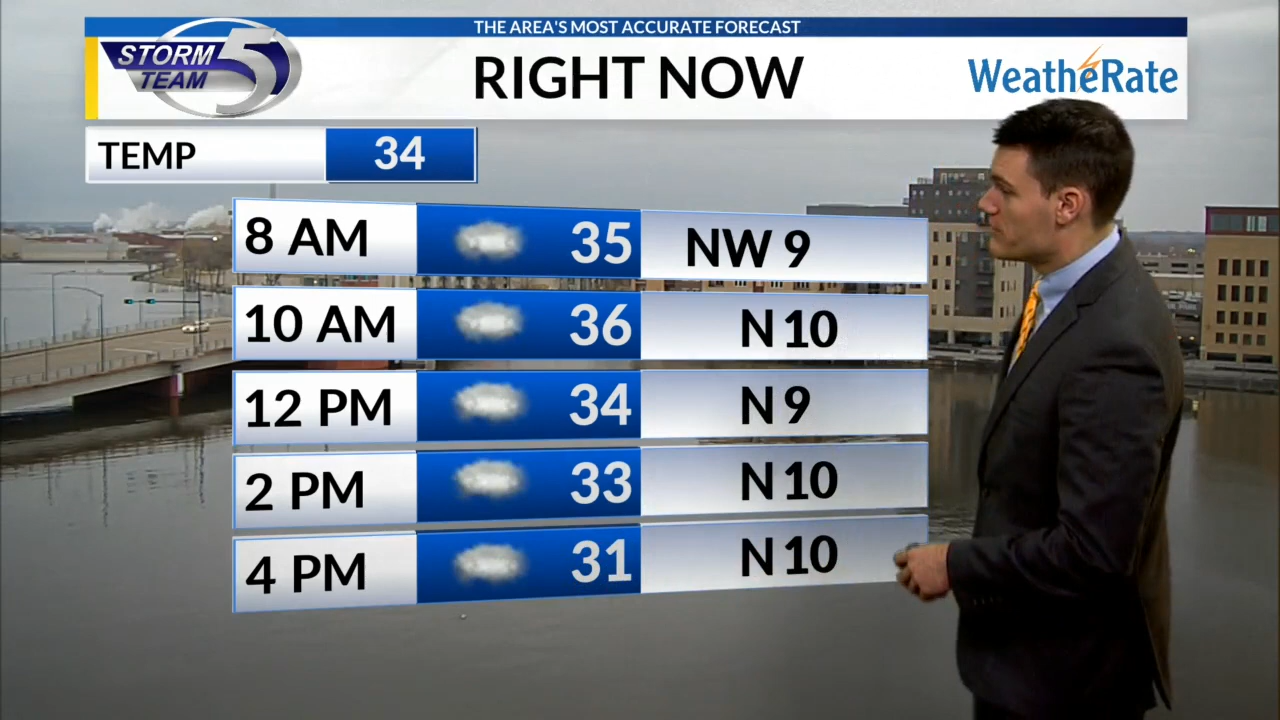 THE AREA'S MOST ACCURATE FORECAST
STORM TEAM 5
RIGHT NOW
WeatheRate
TEMP 34
8 AM 35 NW 9
10 AM 36 N 10
12 PM 34 N 9
2 PM 33 N 10
4 PM 31 N 10